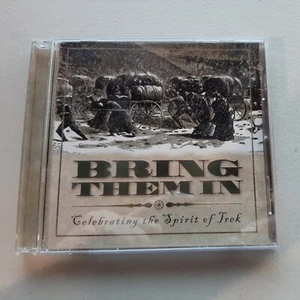 BRING
THEM IN
Celebrating the Spirit of Trek